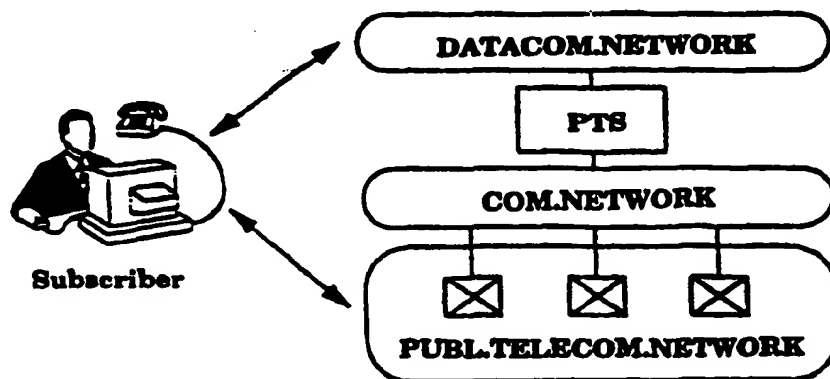 DATACOM.NETWORK
PTS
COM.NETWORK
Subscriber
PUBL.TELECOM.NETWORK